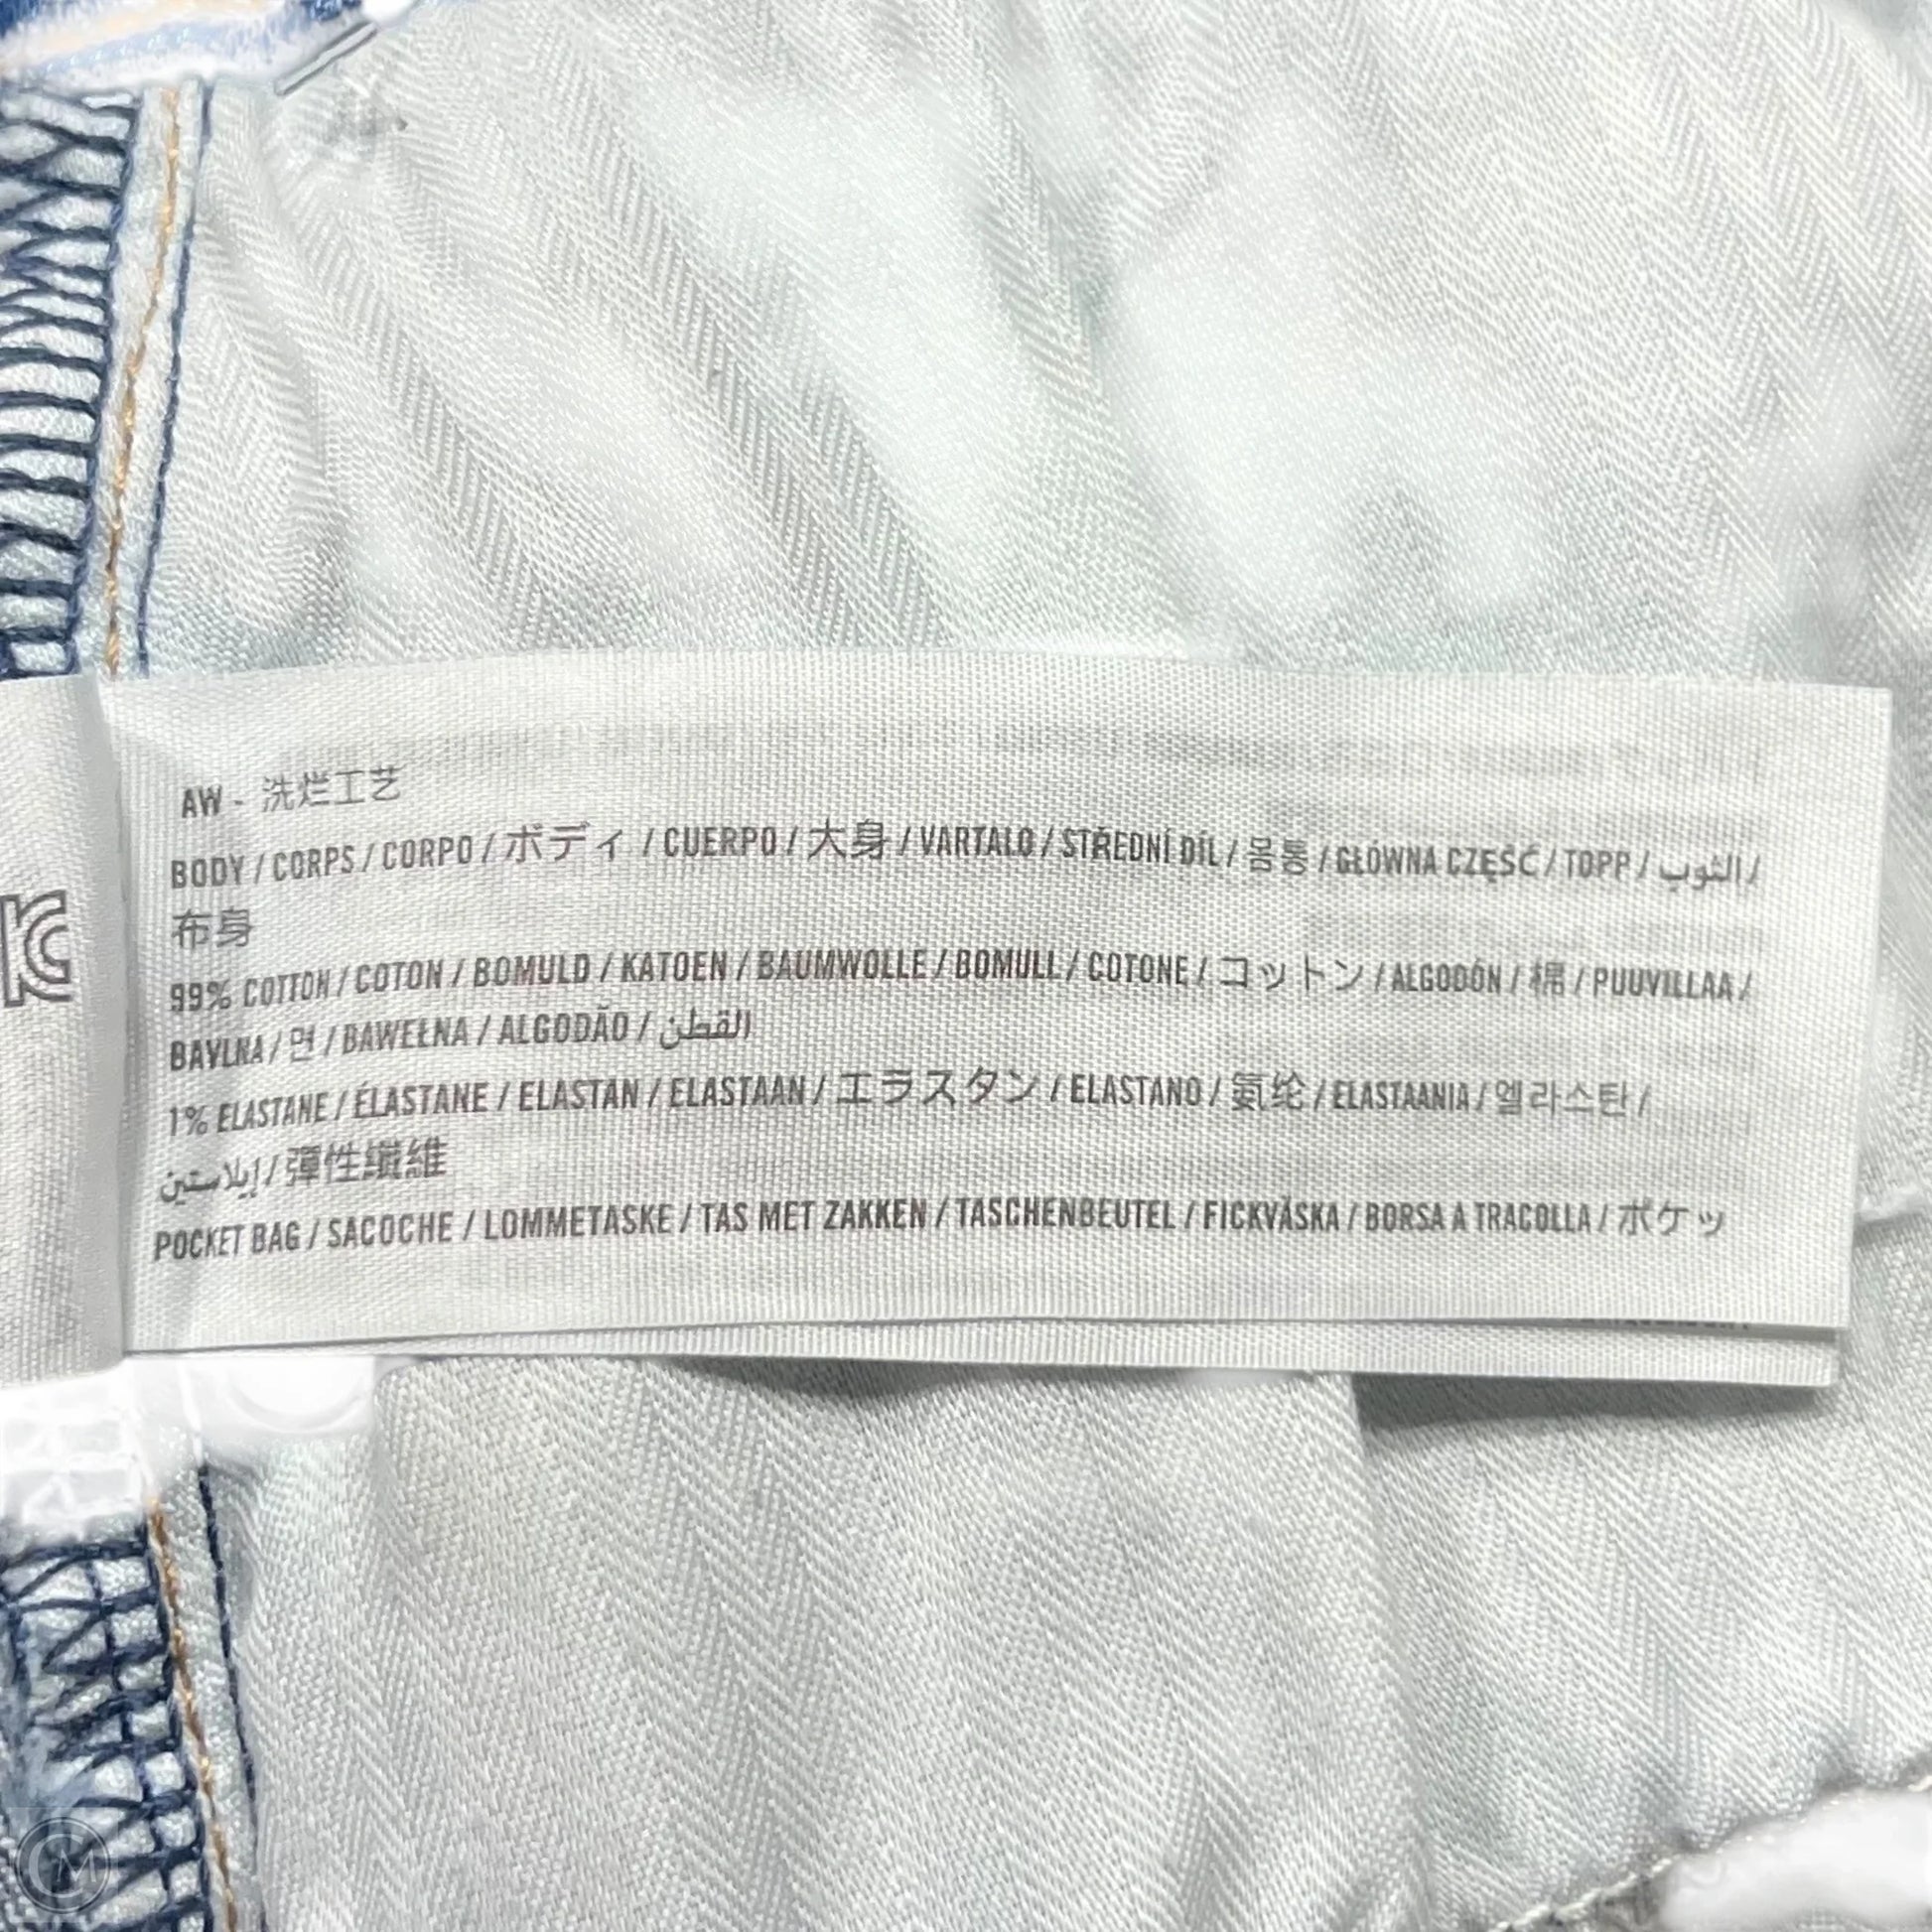 AW - 洗烂工艺
BODY / CORPS / CORPO / ボディ / CUERPO / 大身 / VARTALO / STŘEDNÍ DÍL / 몸통 / GŁÓWNA CZĘŚĆ / TOPP / الثوب /
布身
99% COTTON / COTON / BOMULD / KATOEN / BAUMWOLLE / BOMULL / COTONE / コットン / ALGODÓN / 棉 / PUUVILLAA /
BAVLNA / 면 / BAWEŁNA / ALGODÃO / القطن
1% ELASTANE / ÉLASTANE / ELASTAN / ELASTAAN / エラスタン / ELASTANO / 氨纶 / ELASTAANIA / 엘라스탄 /
إيلاستين / 彈性纖維
POCKET BAG / SACOCHE / LOMMETASKE / TAS MET ZAKKEN / TASCHENBEUTEL / FICKVÄSKA / BORSA A TRACOLLA / ポケッ